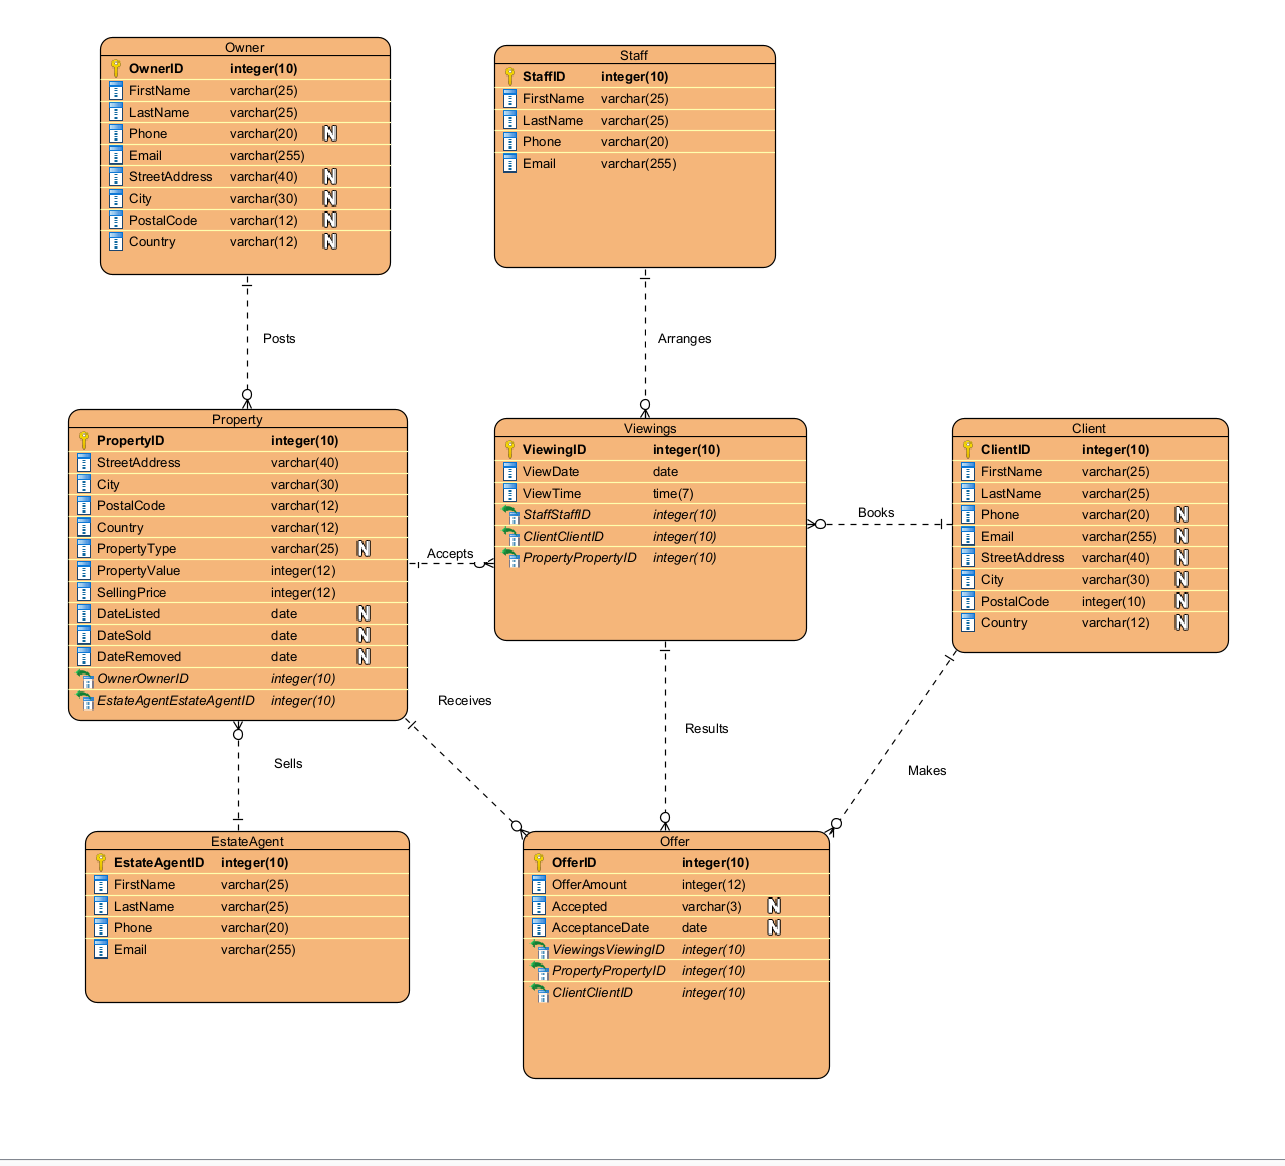 Owner
OwnerID integer(10)
FirstName varchar(25)
LastName varchar(25)
Phone varchar(20) N
Email varchar(255)
StreetAddress varchar(40) N
City varchar(30) N
PostalCode varchar(12) N
Country varchar(12) N
Staff
StaffID integer(10)
FirstName varchar(25)
LastName varchar(25)
Phone varchar(20)
Email varchar(255)
Posts
Arranges
Property
PropertyID integer(10)
StreetAddress varchar(40)
City varchar(30)
PostalCode varchar(12)
Country varchar(12)
PropertyType varchar(25) N
PropertyValue integer(12)
SellingPrice integer(12)
DateListed date N
DateSold date N
DateRemoved date N
OwnerOwnerID integer(10)
EstateAgentEstateAgentID integer(10)
Accepts
Viewings
ViewingID integer(10)
ViewDate date
ViewTime time(7)
StaffStaffID integer(10)
ClientClientID integer(10)
PropertyPropertyID integer(10)
Books
Client
ClientID integer(10)
FirstName varchar(25)
LastName varchar(25)
Phone varchar(20) N
Email varchar(255) N
StreetAddress varchar(40) N
City varchar(30) N
PostalCode integer(10) N
Country varchar(12) N
Receives
Results
Sells
Makes
EstateAgent
EstateAgentID integer(10)
FirstName varchar(25)
LastName varchar(25)
Phone varchar(20)
Email varchar(255)
Offer
OfferID integer(10)
OfferAmount integer(12)
Accepted varchar(3) N
AcceptanceDate date N
ViewingsViewingID integer(10)
PropertyPropertyID integer(10)
ClientClientID integer(10)